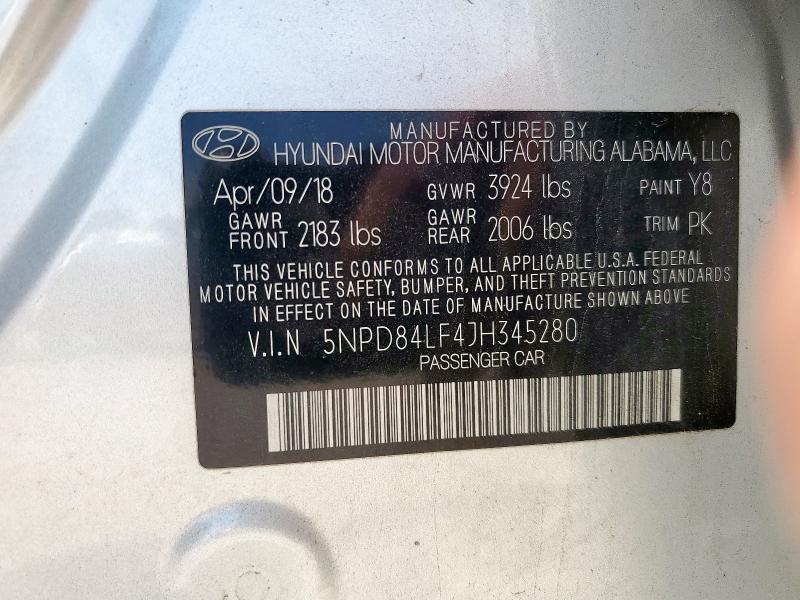 MANUFACTURED BY
HYUNDAI MOTOR MANUFACTURING ALABAMA, LLC
Apr/09/18 GVWR 3924 lbs PAINT Y8
GAWR FRONT 2183 lbs GAWR REAR 2006 lbs TRIM PK
THIS VEHICLE CONFORMS TO ALL APPLICABLE U.S.A. FEDERAL
MOTOR VEHICLE SAFETY, BUMPER, AND THEFT PREVENTION STANDARDS
IN EFFECT ON THE DATE OF MANUFACTURE SHOWN ABOVE
V.I.N 5NPD84LF4JH345280
PASSENGER CAR